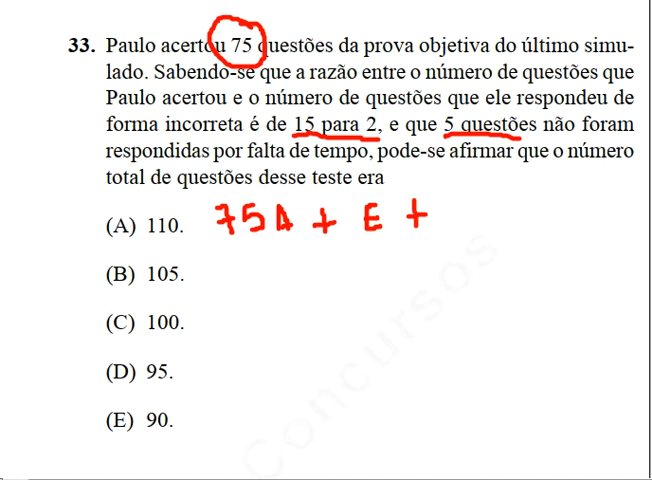 33. Paulo acertou 75 questões da prova objetiva do último simu-
lado. Sabendo-se que a razão entre o número de questões que
Paulo acertou e o número de questões que ele respondeu de
forma incorreta é de 15 para 2, e que 5 questões não foram
respondidas por falta de tempo, pode-se afirmar que o número
total de questões desse teste era
(A) 110. 75A + E +
(B) 105.
(C) 100.
(D) 95.
(E) 90.
Concursos